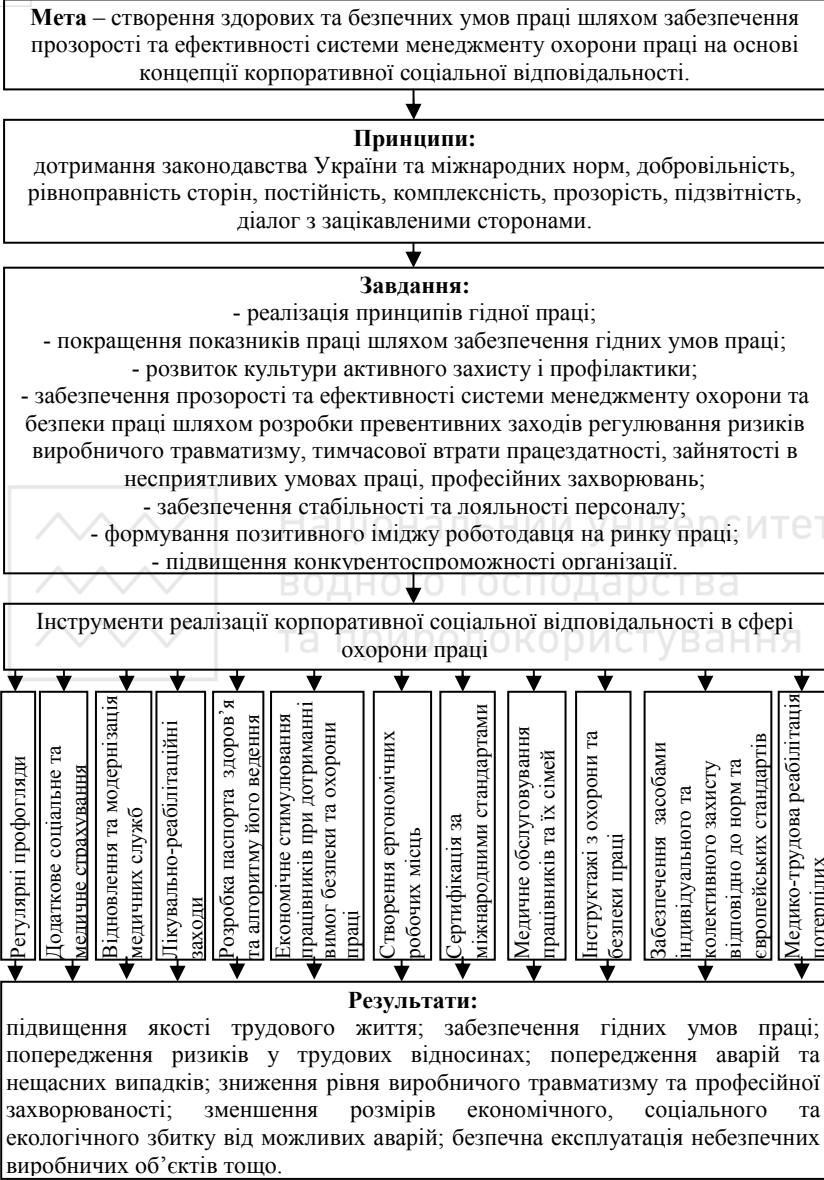 Мета – створення здорових та безпечних умов праці шляхом забезпечення
прозорості та ефективності системи менеджменту охорони праці на основі
концепції корпоративної соціальної відповідальності.
Принципи:
дотримання законодавства України та міжнародних норм, добровільність,
рівноправність сторін, постійність, комплексність, прозорість, підзвітність,
діалог з зацікавленими сторонами.
Завдання:
- реалізація принципів гідної праці;
- покращення показників праці шляхом забезпечення гідних умов праці;
- розвиток культури активного захисту і профілактики;
- забезпечення прозорості та ефективності системи менеджменту охорони та
безпеки праці шляхом розробки превентивних заходів регулювання ризиків
виробничого травматизму, тимчасової втрати працездатності, зайнятості в
несприятливих умовах праці, професійних захворювань;
- забезпечення стабільності та лояльності персоналу;
- формування позитивного іміджу роботодавця на ринку праці;
- підвищення конкурентоспроможності організації.
Національний університет
водного господарства
та природокористування
Інструменти реалізації корпоративної соціальної відповідальності в сфері
охорони праці
Регулярні профогляди
Додаткове соціальне та
медичне страхування
Відновлення та модернізація
медичних служб
Лікувально-реабілітаційні
заходи
Розробка паспорта здоров’я
та алгоритму його ведення
Економічне стимулювання
працівників при дотриманні
вимог безпеки та охорони
праці
Створення ергономічних
робочих місць
Сертифікація за
міжнародними стандартами
Медичне обслуговування
працівників та їх сімей
Інструктажі з охорони та
безпеки праці
Забезпечення засобами
індивідуального та
колективного захисту
відповідно до норм та
європейських стандартів
Медико-трудова реабілітація
потерпілих
Результати:
підвищення якості трудового життя; забезпечення гідних умов праці;
попередження ризиків у трудових відносинах; попередження аварій та
нещасних випадків; зниження рівня виробничого травматизму та професійної
захворюваності; зменшення розмірів економічного, соціального та
екологічного збитку від можливих аварій; безпечна експлуатація небезпечних
виробничих об’єктів тощо.